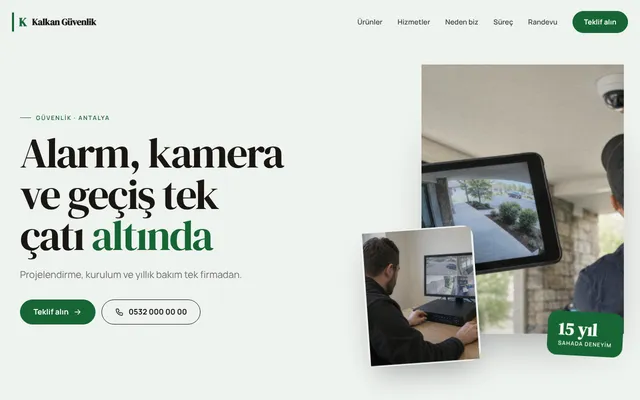 K Kalkan Güvenlik
Ürünler Hizmetler Neden biz Süreç Randevu Teklif alın
GÜVENLİK · ANTALYA
Alarm, kamera
ve geçiş tek
çatı altında
Projelendirme, kurulum ve yıllık bakım tek firmadan.
Teklif alın → 0532 000 00 00
15 yıl
SAHADA DENEYİM